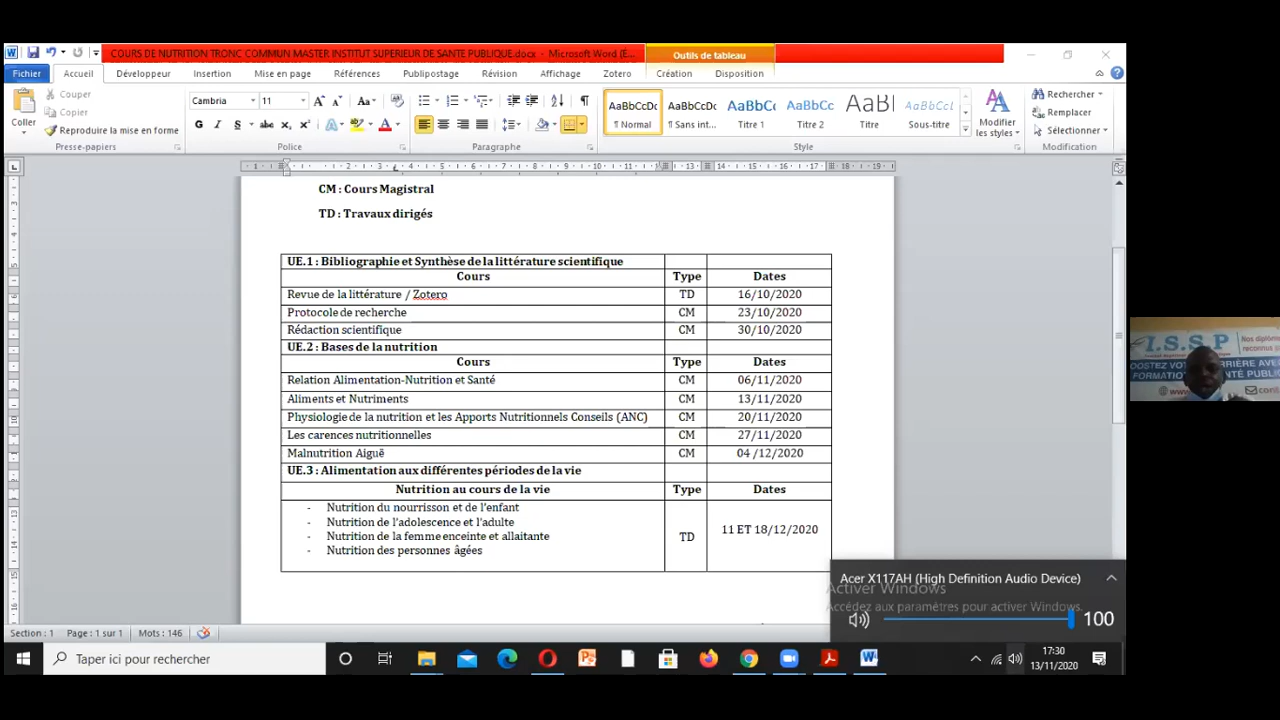 COURS DE NUTRITION TRONC COMMUN MASTER INSTITUT SUPERIEUR DE SANTE PUBLIQUE.docx - Microsoft Word (E...
Outils de tableau
Fichier Accueil Développeur Insertion Mise en page Références Publipostage Révision Affichage Zotero Création Disposition
Coller
Couper
Copier
Reproduire la mise en forme
Presse-papiers
Cambria 11
G I S abc x₂ x²
Police
Paragraphe
AaBbCcDc AaBbCcDc AaBbCc AaBbCc AaBl AaBbCc.
¶ Normal ¶ Sans int... Titre 1 Titre 2 Titre Sous-titre
Modifier les styles
Style
Rechercher
Remplacer
Sélectionner
Modification
CM : Cours Magistral
TD : Travaux dirigés
UE.1 : Bibliographie et Synthèse de la littérature scientifique
Cours Type Dates
Revue de la littérature / Zotero TD 16/10/2020
Protocole de recherche CM 23/10/2020
Rédaction scientifique CM 30/10/2020
UE.2 : Bases de la nutrition
Cours Type Dates
Relation Alimentation-Nutrition et Santé CM 06/11/2020
Aliments et Nutriments CM 13/11/2020
Physiologie de la nutrition et les Apports Nutritionnels Conseils (ANC) CM 20/11/2020
Les carences nutritionnelles CM 27/11/2020
Malnutrition Aiguë CM 04 /12/2020
UE.3 : Alimentation aux différentes périodes de la vie
Nutrition au cours de la vie Type Dates
- Nutrition du nourrisson et de l'enfant
- Nutrition de l'adolescence et l'adulte
- Nutrition de la femme enceinte et allaitante
- Nutrition des personnes âgées
TD 11 ET 18/12/2020
Acer X117AH (High Definition Audio Device)
Activer Windows
Accédez aux paramètres pour activer Windows.
100
Section : 1 Page : 1 sur 1 Mots : 146
Taper ici pour rechercher
17:30
13/11/2020
I.S.S.P
Nos diplôm
reconnus